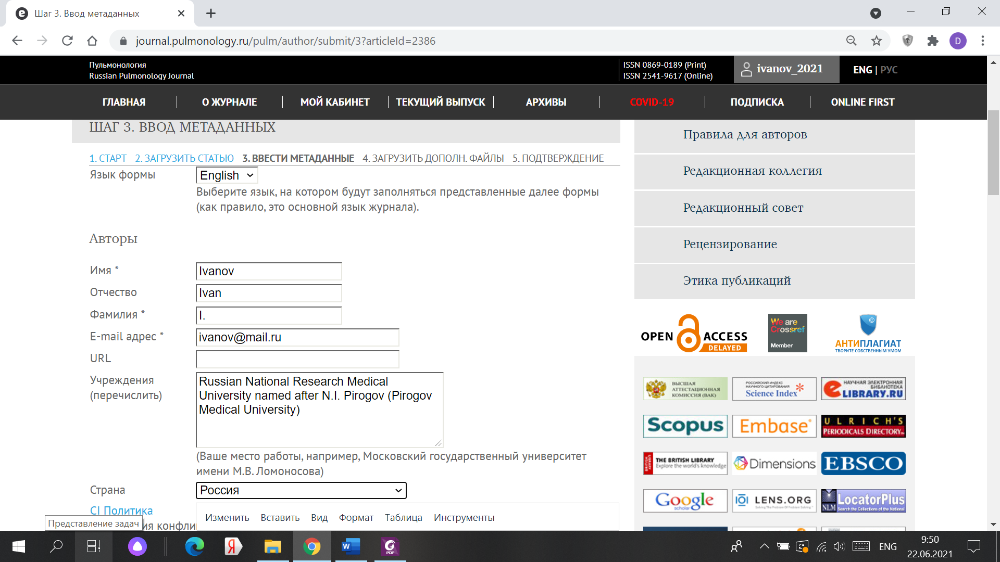 Шаг 3. Ввод метаданных
journal.pulmonology.ru/pulm/author/submit/3?articleId=2386
D
Пульмонология
Russian Pulmonology Journal
ISSN 0869-0189 (Print)
ISSN 2541-9617 (Online)
ivanov_2021
ENG | РУС
ГЛАВНАЯ
О ЖУРНАЛЕ
МОЙ КАБИНЕТ
ТЕКУЩИЙ ВЫПУСК
АРХИВЫ
COVID-19
ПОДПИСКА
ONLINE FIRST
ШАГ 3. ВВОД МЕТАДАННЫХ
1. СТАРТ 2. ЗАГРУЗИТЬ СТАТЬЮ 3. ВВЕСТИ МЕТАДАННЫЕ 4. ЗАГРУЗИТЬ ДОПОЛН. ФАЙЛЫ 5. ПОДТВЕРЖДЕНИЕ
Язык формы English
Выберите язык, на котором будут заполняться представленные далее формы
(как правило, это основной язык журнала).
Авторы
Имя * Ivanov
Отчество Ivan
Фамилия * I.
E-mail адрес * ivanov@mail.ru
URL
Учреждения
(перечислить)
Russian National Research Medical
University named after N.I. Pirogov (Pirogov
Medical University)
(Ваше место работы, например, Московский государственный университет
имени М.В. Ломоносова)
Страна Россия
CI Политика
ия конфли
Представление задач
Изменить Вставить Вид Формат Таблица Инструменты
Правила для авторов
Редакционная коллегия
Редакционный совет
Рецензирование
Этика публикаций
OPEN ACCESS
DELAYED
We are
Crossref
Member
АНТИПЛАГИАТ
ТВОРИТЕ СОБСТВЕННЫМ УМОМ
ВЫСШАЯ
АТТЕСТАЦИОННАЯ
КОМИССИЯ (ВАК)
РОССИЙСКИЙ ИНДЕКС
НАУЧНОГО ЦИТИРОВАНИЯ
Science Index
НАУЧНАЯ ЭЛЕКТРОННАЯ
БИБЛИОТЕКА
eLIBRARY.RU
Scopus
Embase
ULRICH'S
PERIODICALS DIRECTORY
THE BRITISH LIBRARY
Explore the world's knowledge
Dimensions
EBSCO
Google
scholar
LENS.ORG
NLM
LocatorPlus
Search the Collections of the National
W
PDF
ENG
9:50
22.06.2021